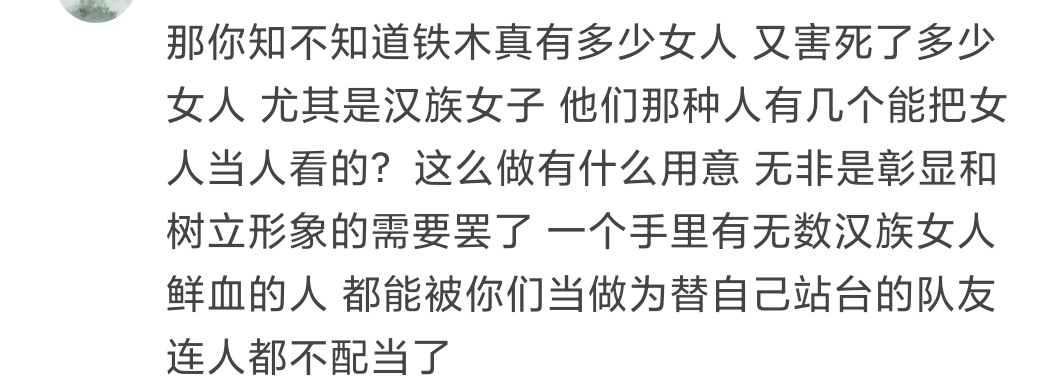 那你知不知道铁木真有多少女人 又害死了多少
女人 尤其是汉族女子 他们那种人有几个能把女
人当人看的？这么做有什么用意 无非是彰显和
树立形象的需要罢了 一个手里有无数汉族女人
鲜血的人 都能被你们当做为替自己站台的队友
连人都不配当了